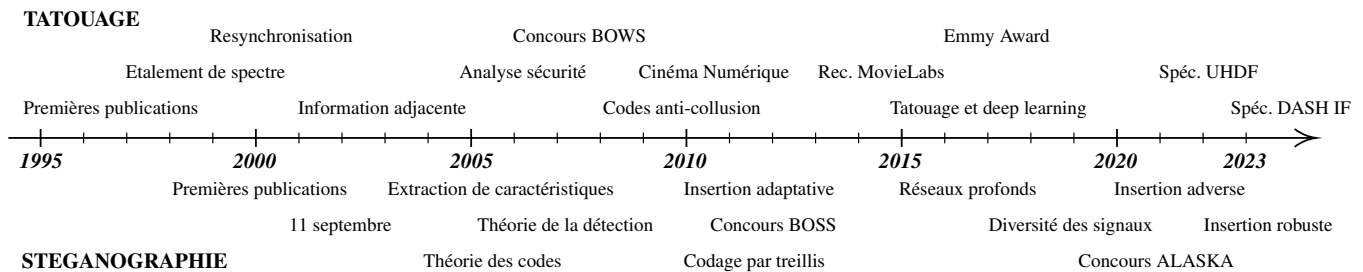 TATOUAGE
Resynchronisation Concours BOWS Emmy Award
Etalement de spectre Analyse sécurité Cinéma Numérique Rec. MovieLabs Spéc. UHDF
Premières publications Information adjacente Codes anti-collusion Tatouage et deep learning Spéc. DASH IF
1995 2000 2005 2010 2015 2020 2023
Premières publications Extraction de caractéristiques Insertion adaptative Réseaux profonds Insertion adverse
11 septembre Théorie de la détection Concours BOSS Diversité des signaux Insertion robuste
STEGANOGRAPHIE Théorie des codes Codage par treillis Concours ALASKA